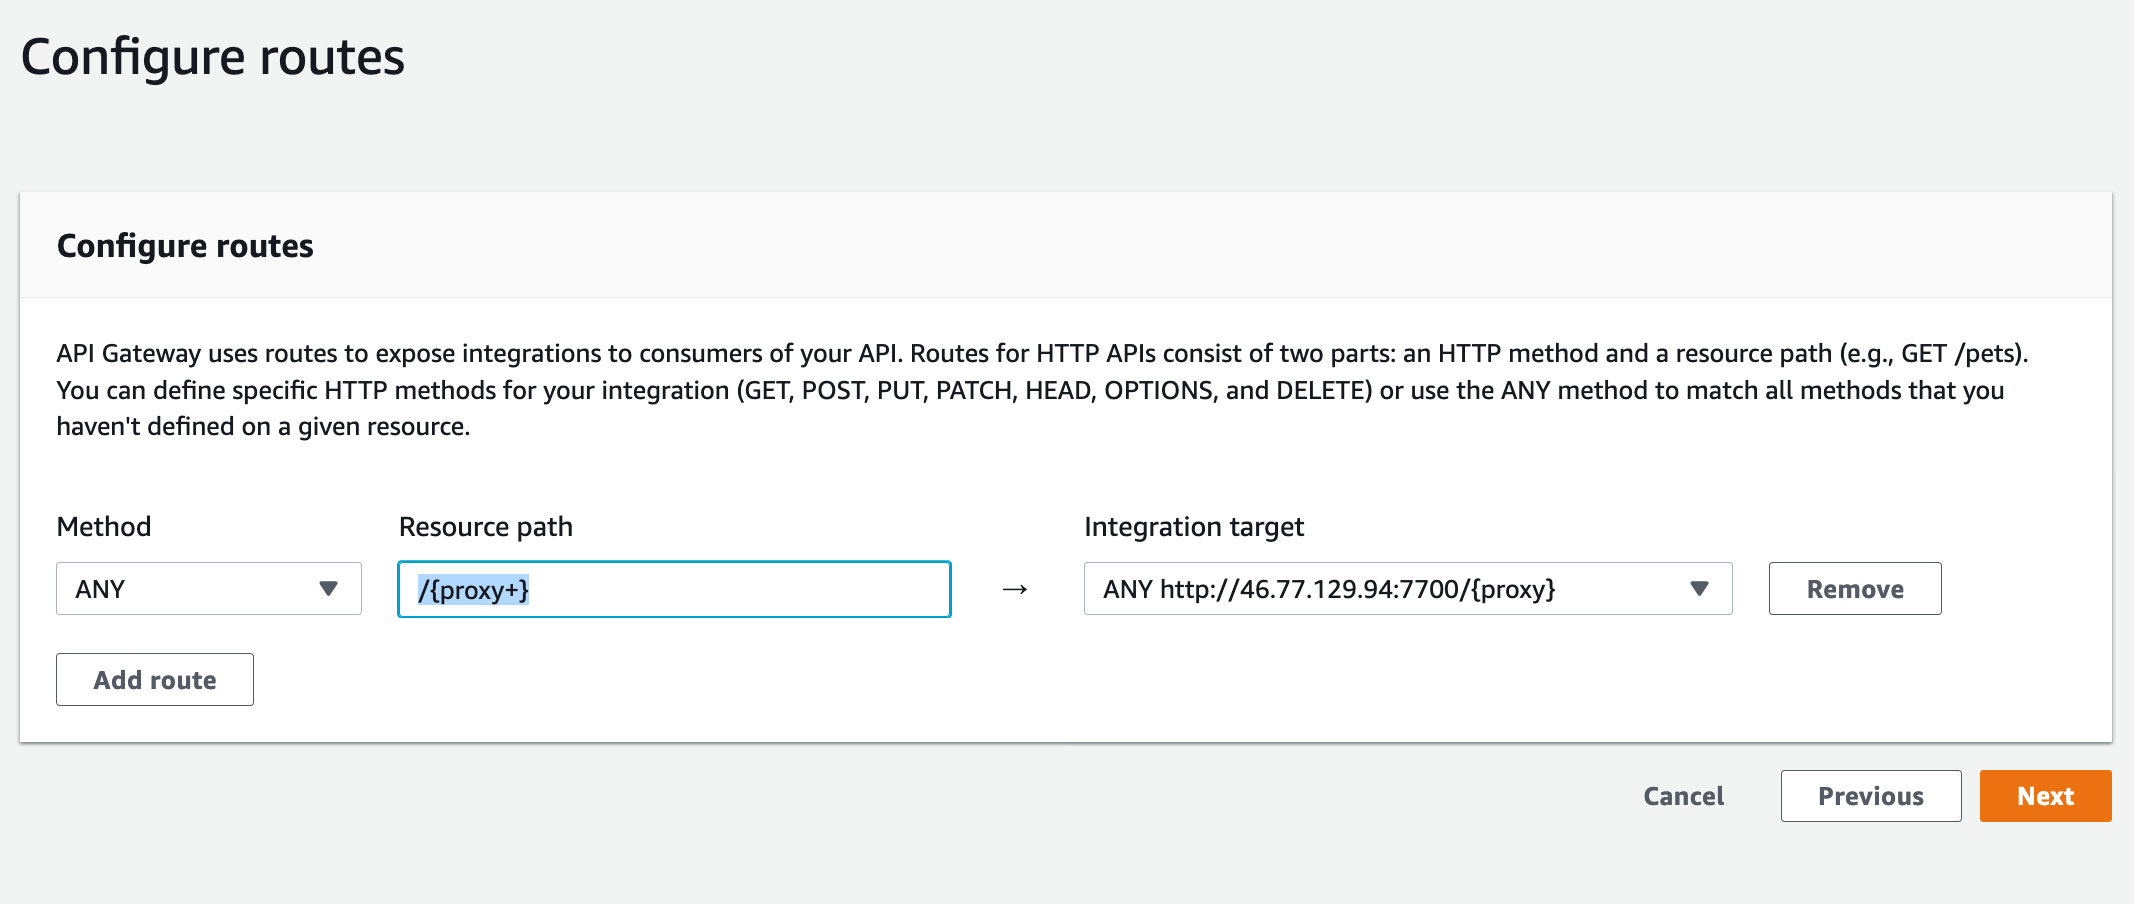 Configure routes
Configure routes
API Gateway uses routes to expose integrations to consumers of your API. Routes for HTTP APIs consist of two parts: an HTTP method and a resource path (e.g., GET /pets).
You can define specific HTTP methods for your integration (GET, POST, PUT, PATCH, HEAD, OPTIONS, and DELETE) or use the ANY method to match all methods that you
haven't defined on a given resource.
Method Resource path Integration target
ANY /{proxy+} → ANY http://46.77.129.94:7700/{proxy} Remove
Add route
Cancel Previous Next